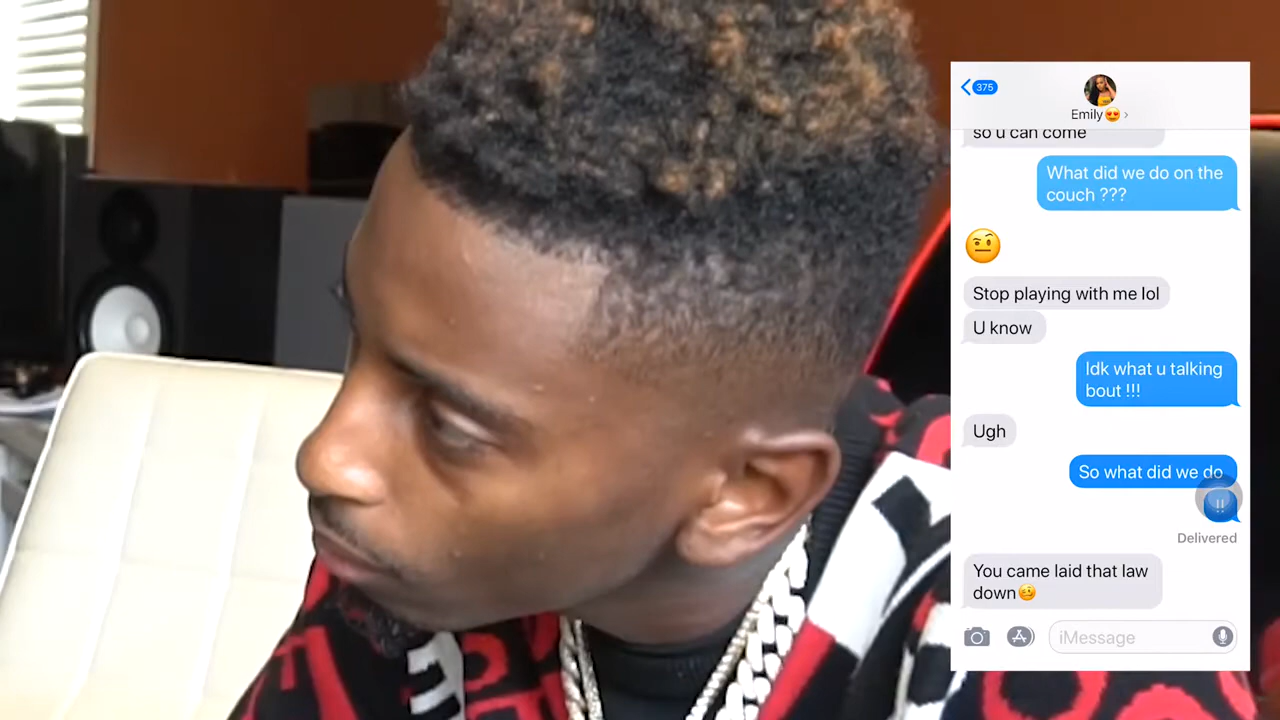 375
Emily😍 ›
so u can come
What did we do on the
couch ???
🤨
Stop playing with me lol
U know
Idk what u talking
bout !!!
Ugh
So what did we do
!!
Delivered
You came laid that law
down🥴
iMessage